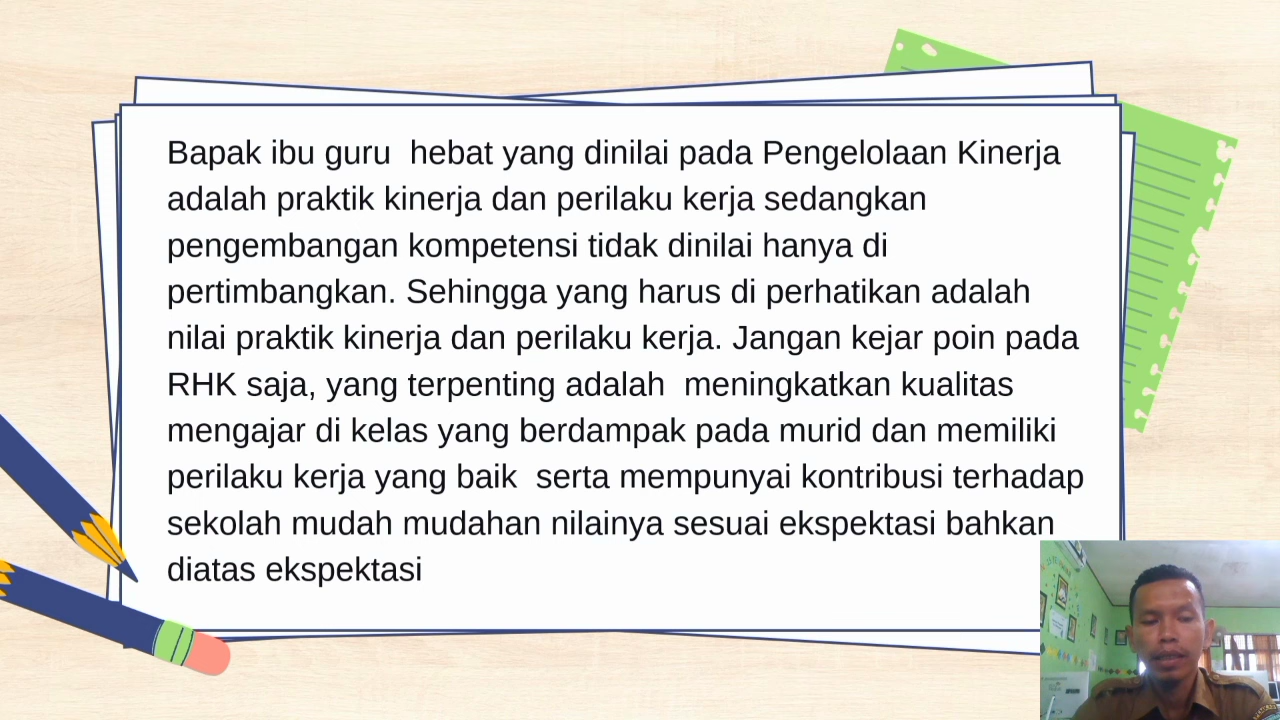 Bapak ibu guru  hebat yang dinilai pada Pengelolaan Kinerja
adalah praktik kinerja dan perilaku kerja sedangkan
pengembangan kompetensi tidak dinilai hanya di
pertimbangkan. Sehingga yang harus di perhatikan adalah
nilai praktik kinerja dan perilaku kerja. Jangan kejar poin pada
RHK saja, yang terpenting adalah  meningkatkan kualitas
mengajar di kelas yang berdampak pada murid dan memiliki
perilaku kerja yang baik  serta mempunyai kontribusi terhadap
sekolah mudah mudahan nilainya sesuai ekspektasi bahkan
diatas ekspektasi